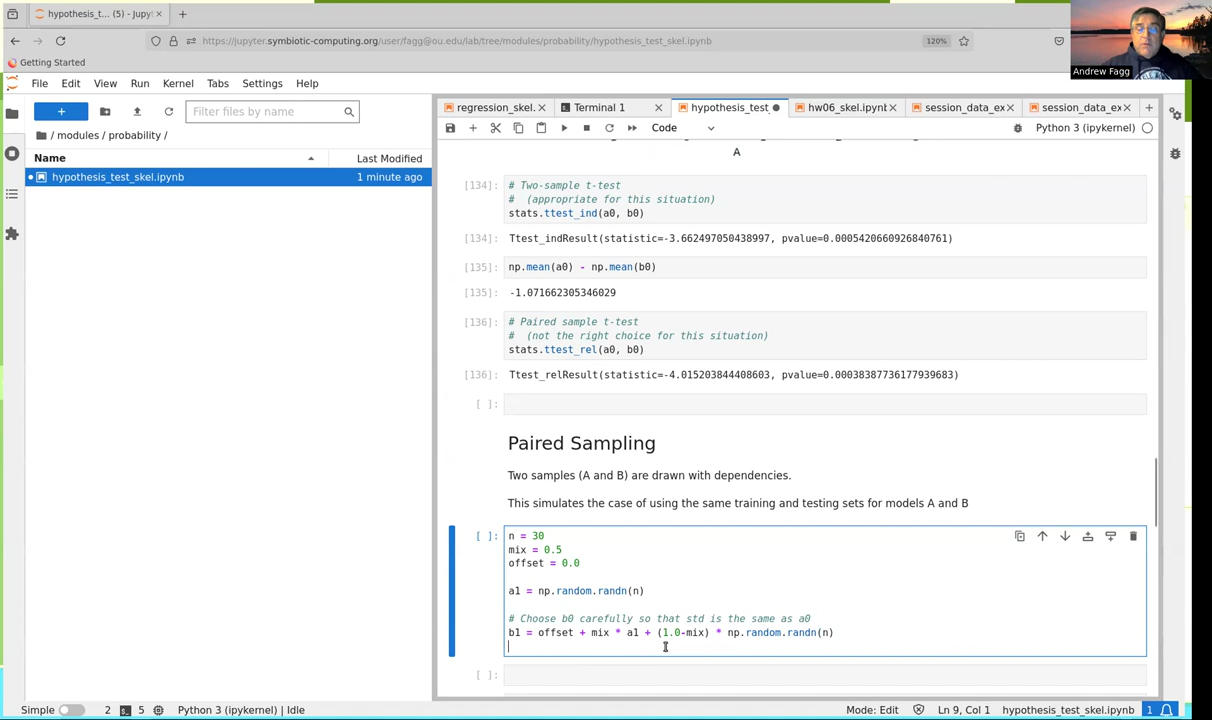 hypothesis_t… (5) - Jupyt
https://jupyter.symbiotic-computing.org/user/fagg@ou.edu/lab/tree/modules/probability/hypothesis_test_skel.ipynb
120%
Getting Started
Andrew Fagg
File Edit View Run Kernel Tabs Settings Help
Filter files by name
/ modules / probability /
Name Last Modified
hypothesis_test_skel.ipynb 1 minute ago
regression_skel. Terminal 1 hypothesis_test hw06_skel.ipynt session_data_ex session_data_ex
Code Python 3 (ipykernel)
A
[134]: # Two-sample t-test
# (appropriate for this situation)
stats.ttest_ind(a0, b0)
[134]: Ttest_indResult(statistic=-3.662497050438997, pvalue=0.0005420660926840761)
[135]: np.mean(a0) - np.mean(b0)
[135]: -1.071662305346029
[136]: # Paired sample t-test
# (not the right choice for this situation)
stats.ttest_rel(a0, b0)
[136]: Ttest_relResult(statistic=-4.015203844408603, pvalue=0.00038387736177939683)
[ ]:
Paired Sampling
Two samples (A and B) are drawn with dependencies.
This simulates the case of using the same training and testing sets for models A and B
[ ]: n = 30
mix = 0.5
offset = 0.0
a1 = np.random.randn(n)
# Choose b0 carefully so that std is the same as a0
b1 = offset + mix * a1 + (1.0-mix) * np.random.randn(n)
[ ]:
Simple 2 5 Python 3 (ipykernel) | Idle Mode: Edit Ln 9, Col 1 hypothesis_test_skel.ipynb 1